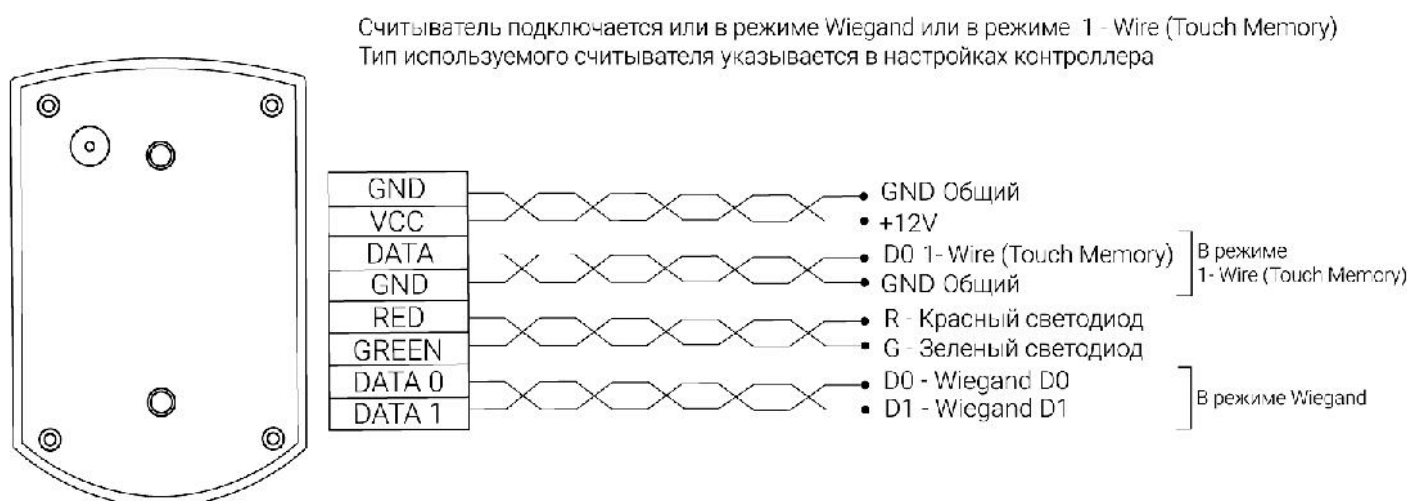 Считыватель подключается или в режиме Wiegand или в режиме 1 - Wire (Touch Memory)
Тип используемого считывателя указывается в настройках контроллера
GND
GND Общий
VCC
+12V
DATA
D0 1- Wire (Touch Memory)
В режиме
1- Wire (Touch Memory)
GND
GND Общий
RED
R - Красный светодиод
GREEN
G - Зеленый светодиод
DATA 0
D0 - Wiegand D0
DATA 1
D1 - Wiegand D1
В режиме Wiegand